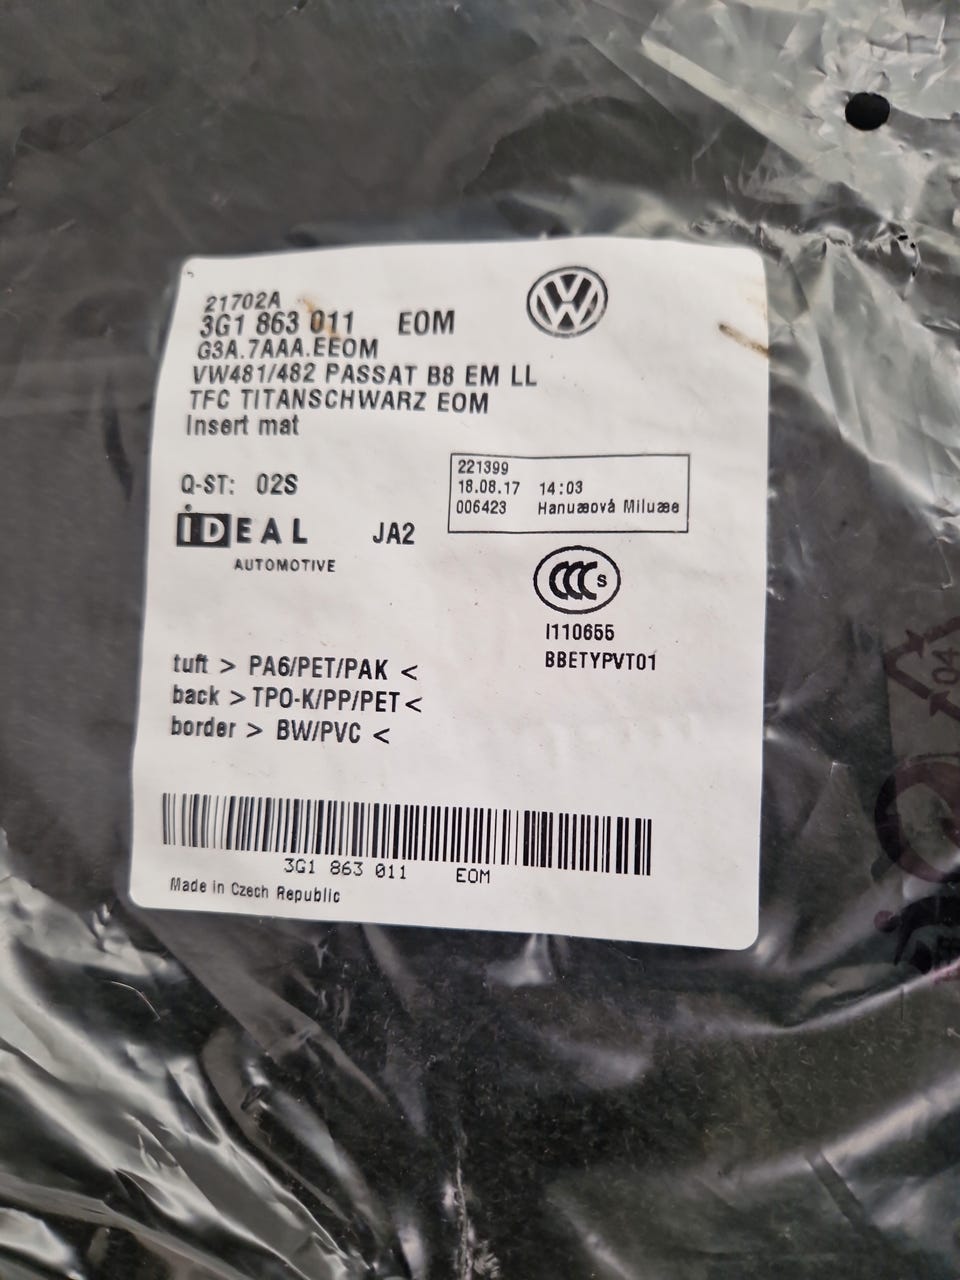 21702A
3G1 863 011 EOM
G3A.7AAA.EEOM
VW481/482 PASSAT B8 EM LL
TFC TITANSCHWARZ EOM
Insert mat
Q-ST: 02S
221399
18.08.17 14:03
006423 Hanuæová Miluæe
iDEAL JA2
AUTOMOTIVE
CCC S
I110655
BBETYPVT01
tuft > PA6/PET/PAK <
back > TPO-K/PP/PET <
border > BW/PVC <
3G1 863 011 EOM
Made in Czech Republic
04